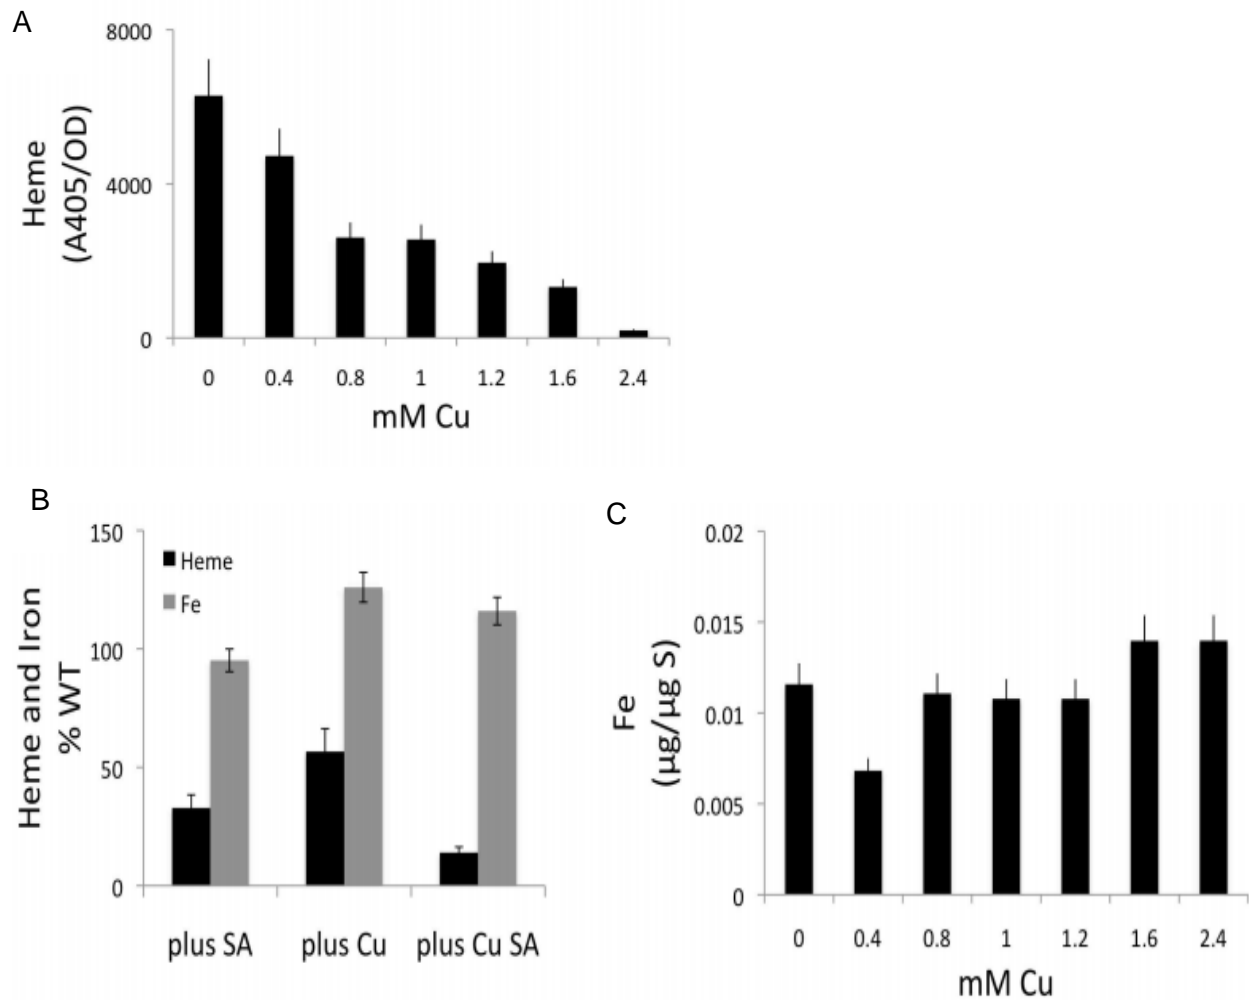 A
8000
4000
0
Heme
(A405/OD)
0 0.4 0.8 1 1.2 1.6 2.4
mM Cu
B
150
100
50
0
Heme and Iron
% WT
Heme
Fe
plus SA plus Cu plus Cu SA
C
0.02
0.015
0.01
0.005
0
Fe
(µg/µg S)
0 0.4 0.8 1 1.2 1.6 2.4
mM Cu